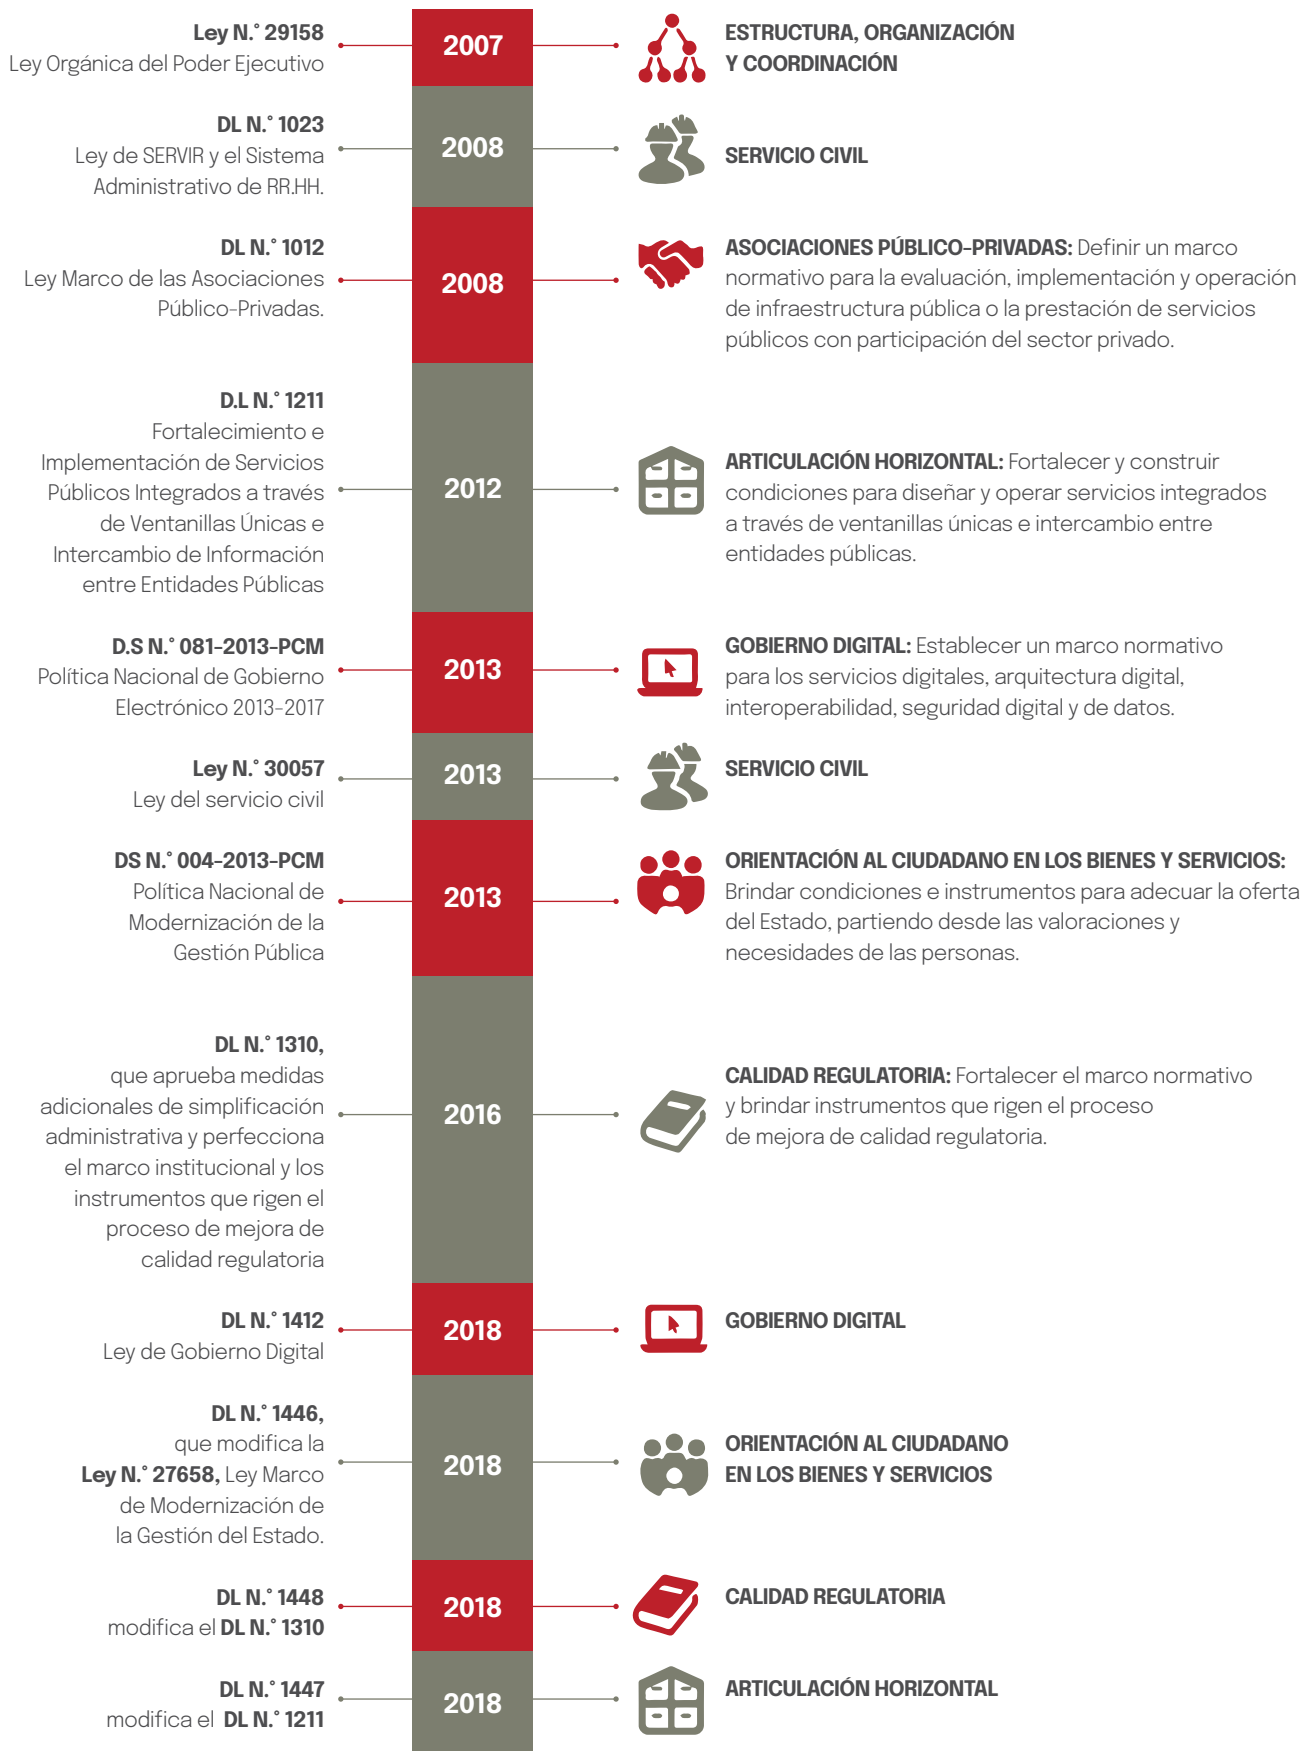 Ley N.° 29158
Ley Orgánica del Poder Ejecutivo
2007
ESTRUCTURA, ORGANIZACIÓN
Y COORDINACIÓN
DL N.° 1023
Ley de SERVIR y el Sistema
Administrativo de RR.HH.
2008
SERVICIO CIVIL
DL N.° 1012
Ley Marco de las Asociaciones
Público-Privadas.
2008
ASOCIACIONES PÚBLICO-PRIVADAS: Definir un marco
normativo para la evaluación, implementación y operación
de infraestructura pública o la prestación de servicios
públicos con participación del sector privado.
D.L N.° 1211
Fortalecimiento e
Implementación de Servicios
Públicos Integrados a través
de Ventanillas Únicas e
Intercambio de Información
entre Entidades Públicas
2012
ARTICULACIÓN HORIZONTAL: Fortalecer y construir
condiciones para diseñar y operar servicios integrados
a través de ventanillas únicas e intercambio entre
entidades públicas.
D.S N.° 081-2013-PCM
Política Nacional de Gobierno
Electrónico 2013-2017
2013
GOBIERNO DIGITAL: Establecer un marco normativo
para los servicios digitales, arquitectura digital,
interoperabilidad, seguridad digital y de datos.
Ley N.° 30057
Ley del servicio civil
2013
SERVICIO CIVIL
DS N.° 004-2013-PCM
Política Nacional de
Modernización de la
Gestión Pública
2013
ORIENTACIÓN AL CIUDADANO EN LOS BIENES Y SERVICIOS:
Brindar condiciones e instrumentos para adecuar la oferta
del Estado, partiendo desde las valoraciones y
necesidades de las personas.
DL N.° 1310,
que aprueba medidas
adicionales de simplificación
administrativa y perfecciona
el marco institucional y los
instrumentos que rigen el
proceso de mejora de
calidad regulatoria
2016
CALIDAD REGULATORIA: Fortalecer el marco normativo
y brindar instrumentos que rigen el proceso
de mejora de calidad regulatoria.
DL N.° 1412
Ley de Gobierno Digital
2018
GOBIERNO DIGITAL
DL N.° 1446,
que modifica la
Ley N.° 27658, Ley Marco
de Modernización de
la Gestión del Estado.
2018
ORIENTACIÓN AL CIUDADANO
EN LOS BIENES Y SERVICIOS
DL N.° 1448
modifica el DL N.° 1310
2018
CALIDAD REGULATORIA
DL N.° 1447
modifica el DL N.° 1211
2018
ARTICULACIÓN HORIZONTAL